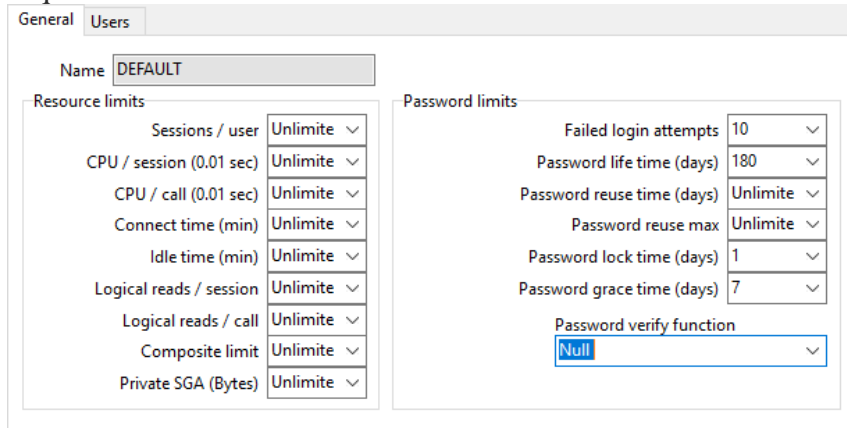 General Users
Name DEFAULT
Resource limits
Sessions / user Unlimite
CPU / session (0.01 sec) Unlimite
CPU / call (0.01 sec) Unlimite
Connect time (min) Unlimite
Idle time (min) Unlimite
Logical reads / session Unlimite
Logical reads / call Unlimite
Composite limit Unlimite
Private SGA (Bytes) Unlimite
Password limits
Failed login attempts 10
Password life time (days) 180
Password reuse time (days) Unlimite
Password reuse max Unlimite
Password lock time (days) 1
Password grace time (days) 7
Password verify function
Null